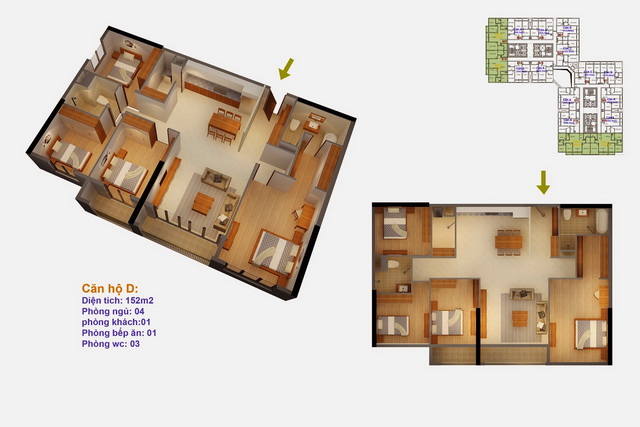 Căn hộ D:
Diện tích: 152m2
Phòng ngủ: 04
phòng khách:01
Phòng bếp ăn: 01
Phòng wc: 03